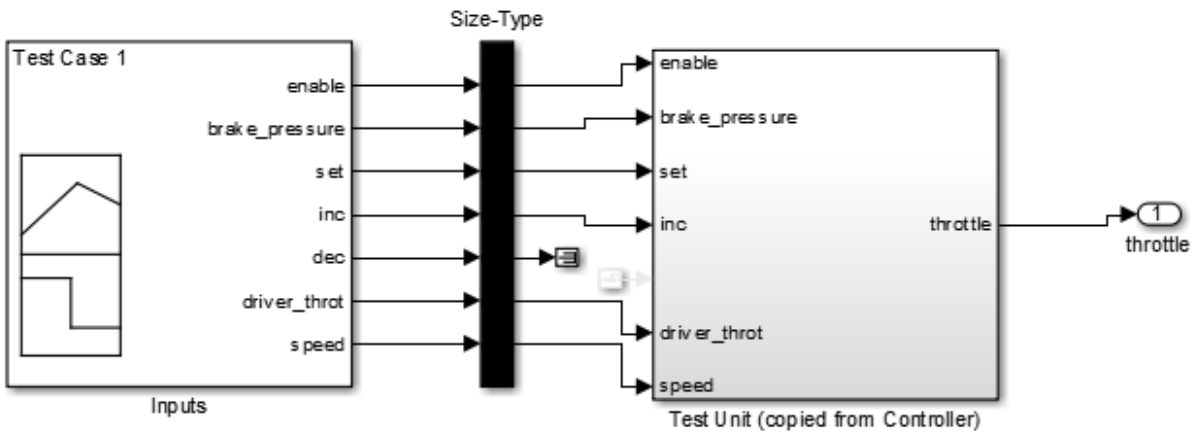 Size-Type
Test Case 1
enable
brake_pressure
set
inc
dec
driver_throt
speed
Inputs
enable
brake_pressure
set
inc
driver_throt
speed
throttle
Test Unit (copied from Controller)
1
throttle